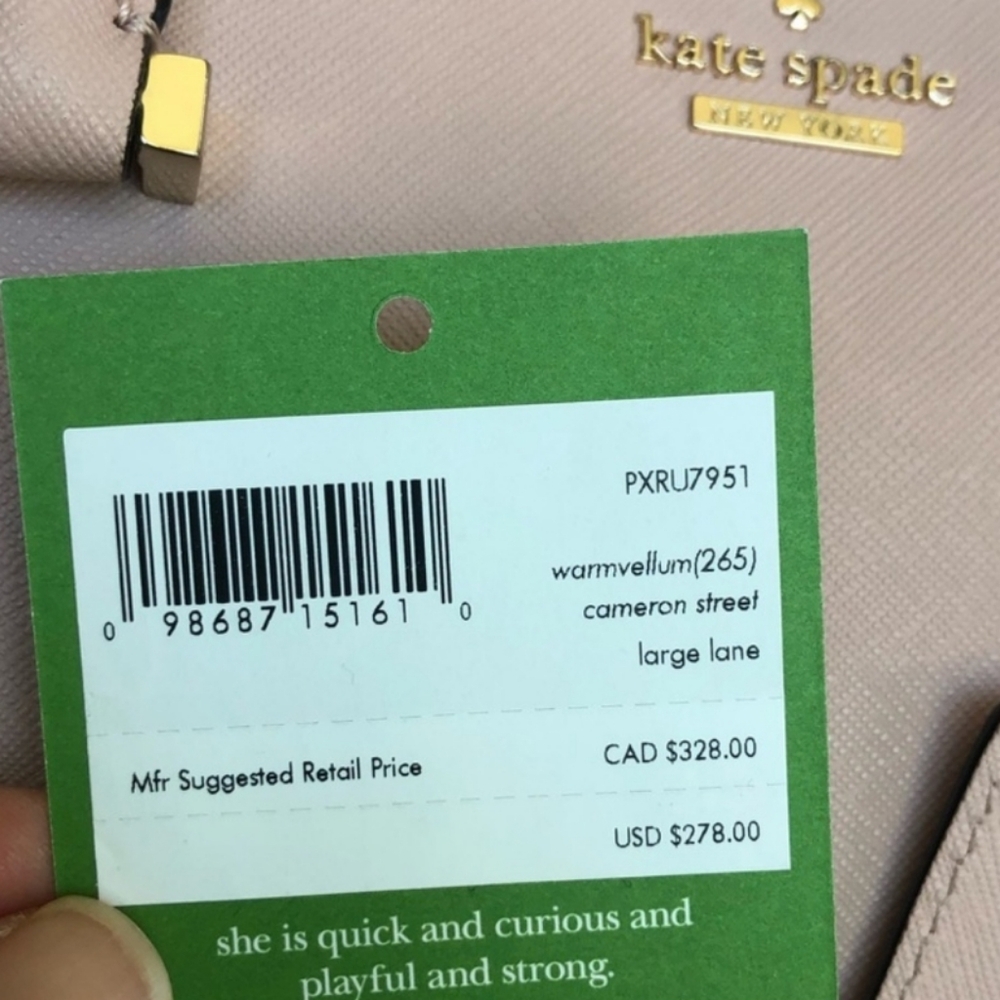 kate spade
NEW YORK
PXRU7951
warmvellum(265)
cameron street
large lane
0 98687 15161 0
Mfr Suggested Retail Price
CAD $328.00
USD $278.00
she is quick and curious and
playful and strong.